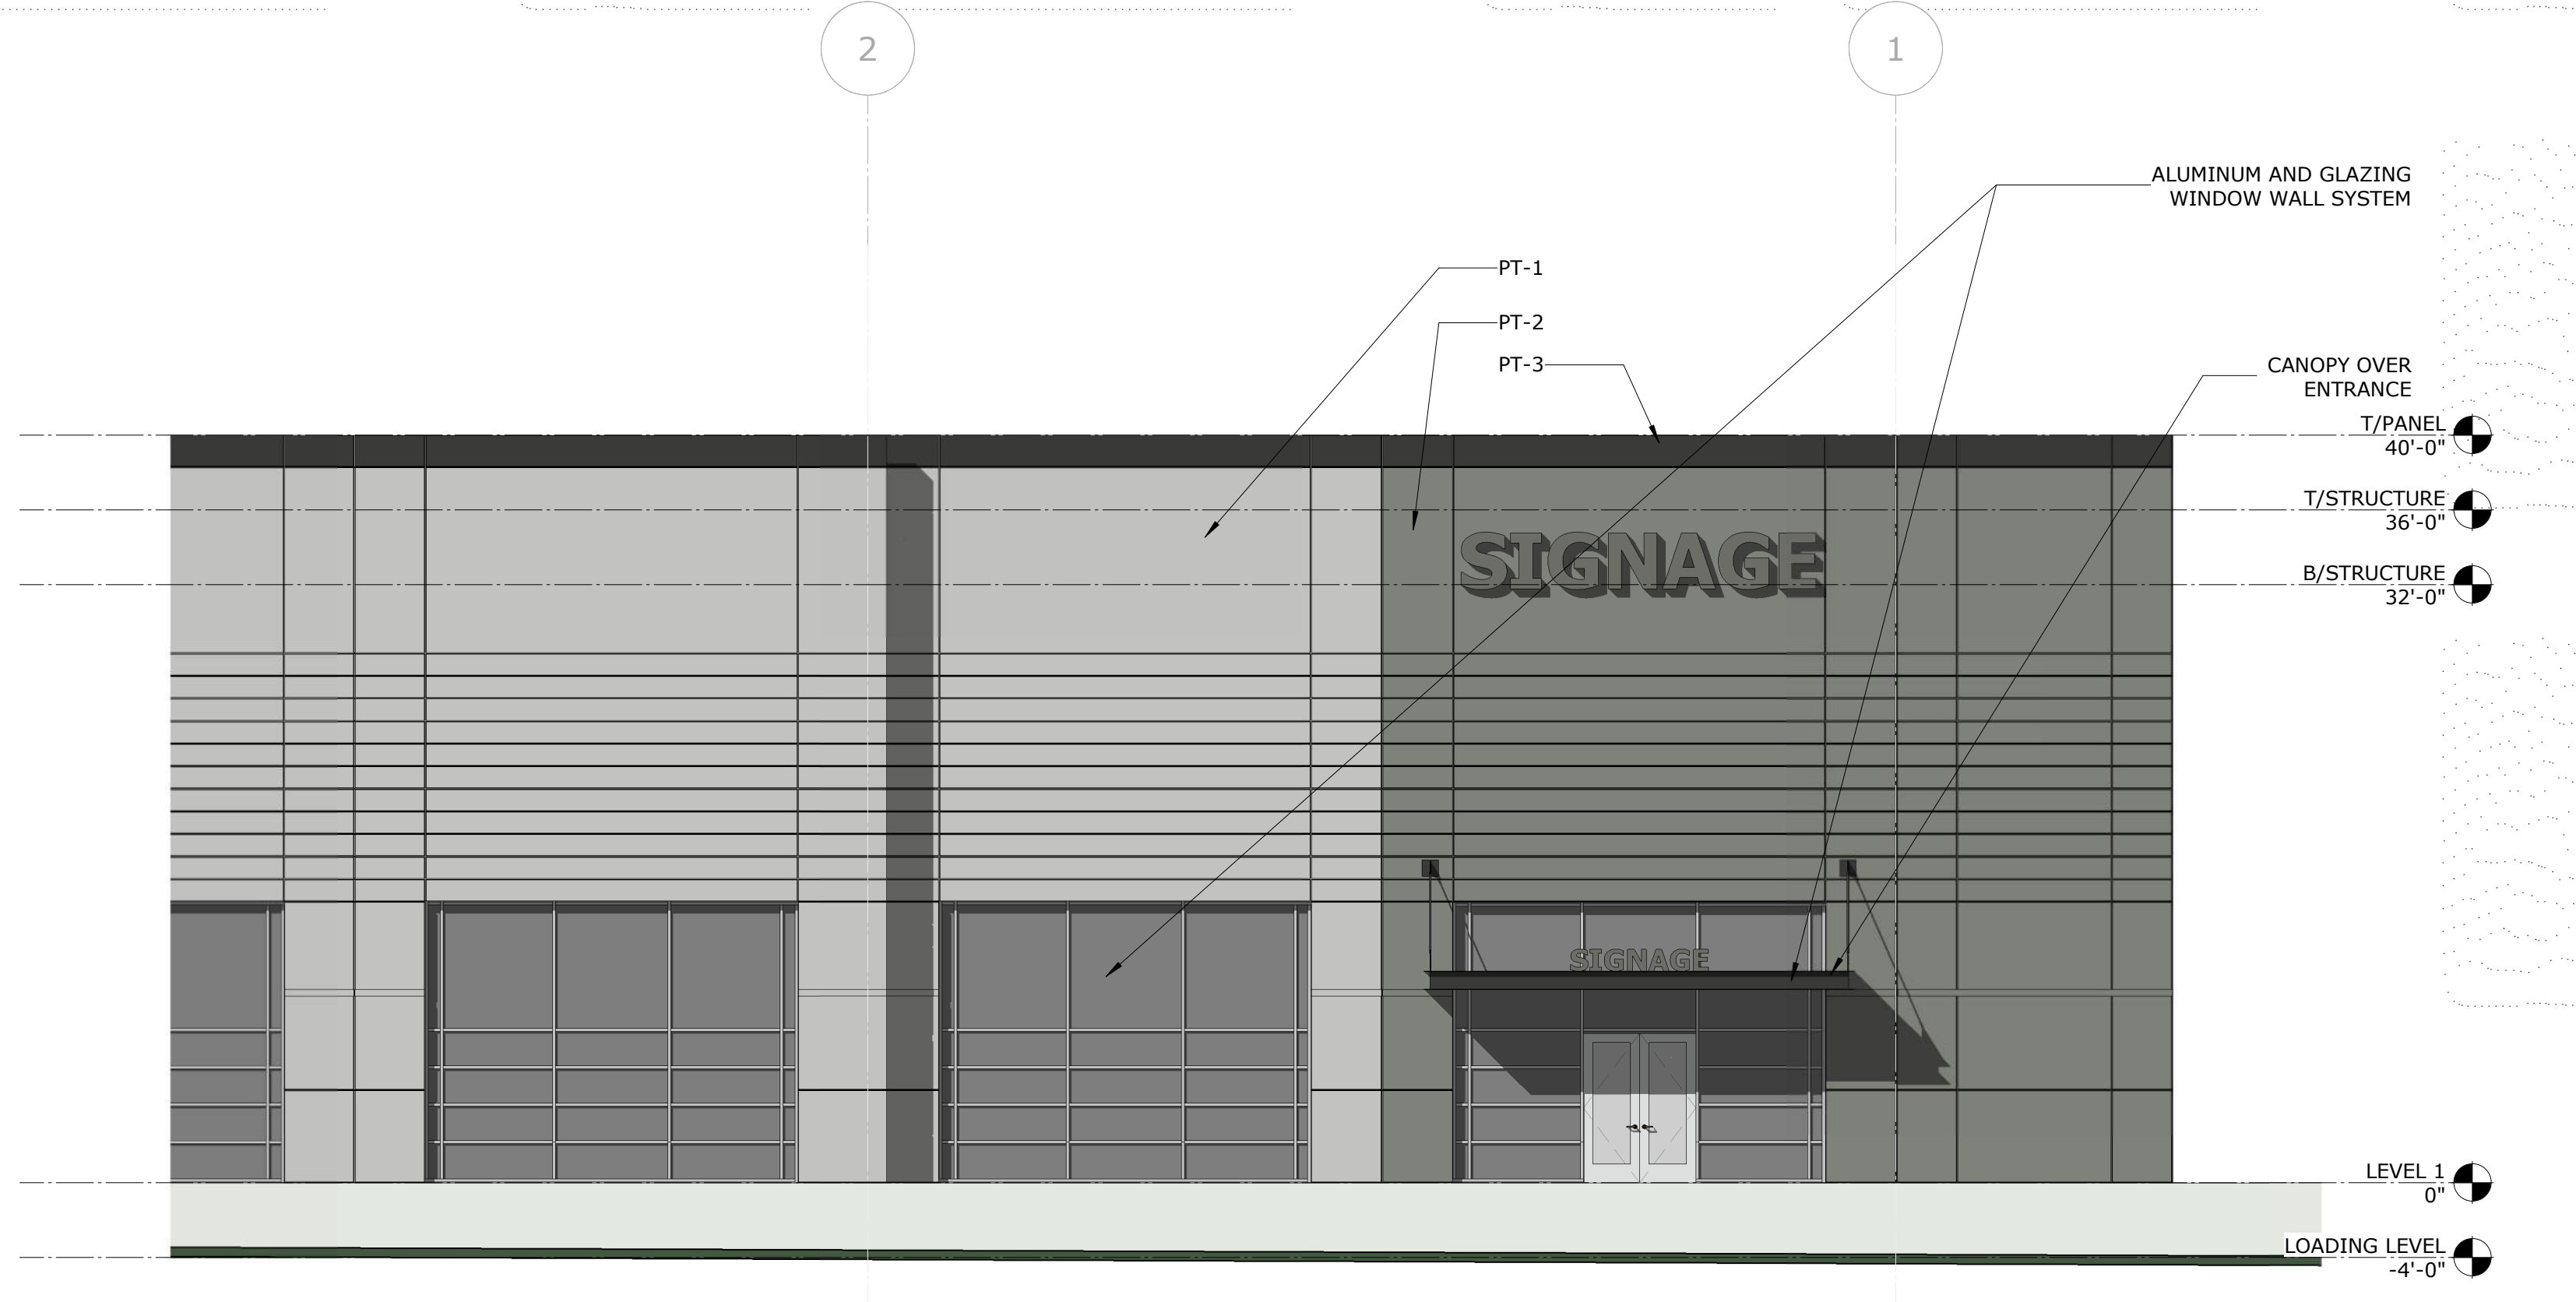 2
1
ALUMINUM AND GLAZING
WINDOW WALL SYSTEM
PT-1
PT-2
PT-3
CANOPY OVER
ENTRANCE
T/PANEL
40'-0"
T/STRUCTURE
36'-0"
SIGNAGE
B/STRUCTURE
32'-0"
SIGNAGE
LEVEL 1
0"
LOADING LEVEL
-4'-0"